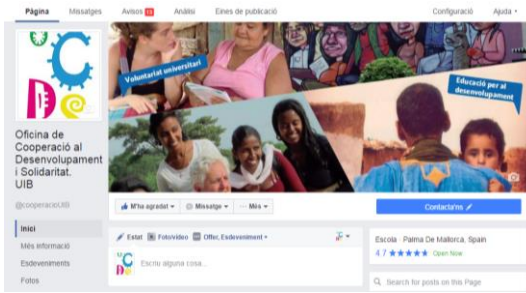 Pàgina Missatges Avisos 13 Anàlisi Eines de publicació Configuració Ajuda
Voluntariat universitari
Educació per al
desenvolupament
Oficina de
Cooperació al
Desenvolupament
i Solidaritat.
UIB
@cooperacioUIB
M'ha agradat Missatge Més Contacta'ns
Inici
Més informació
Esdeveniments
Fotos
Estat Foto/vídeo Offer, Esdeveniment
Escriu alguna cosa...
Escola · Palma De Mallorca, Spain
4.7 ★★★★★ Open Now
Search for posts on this Page